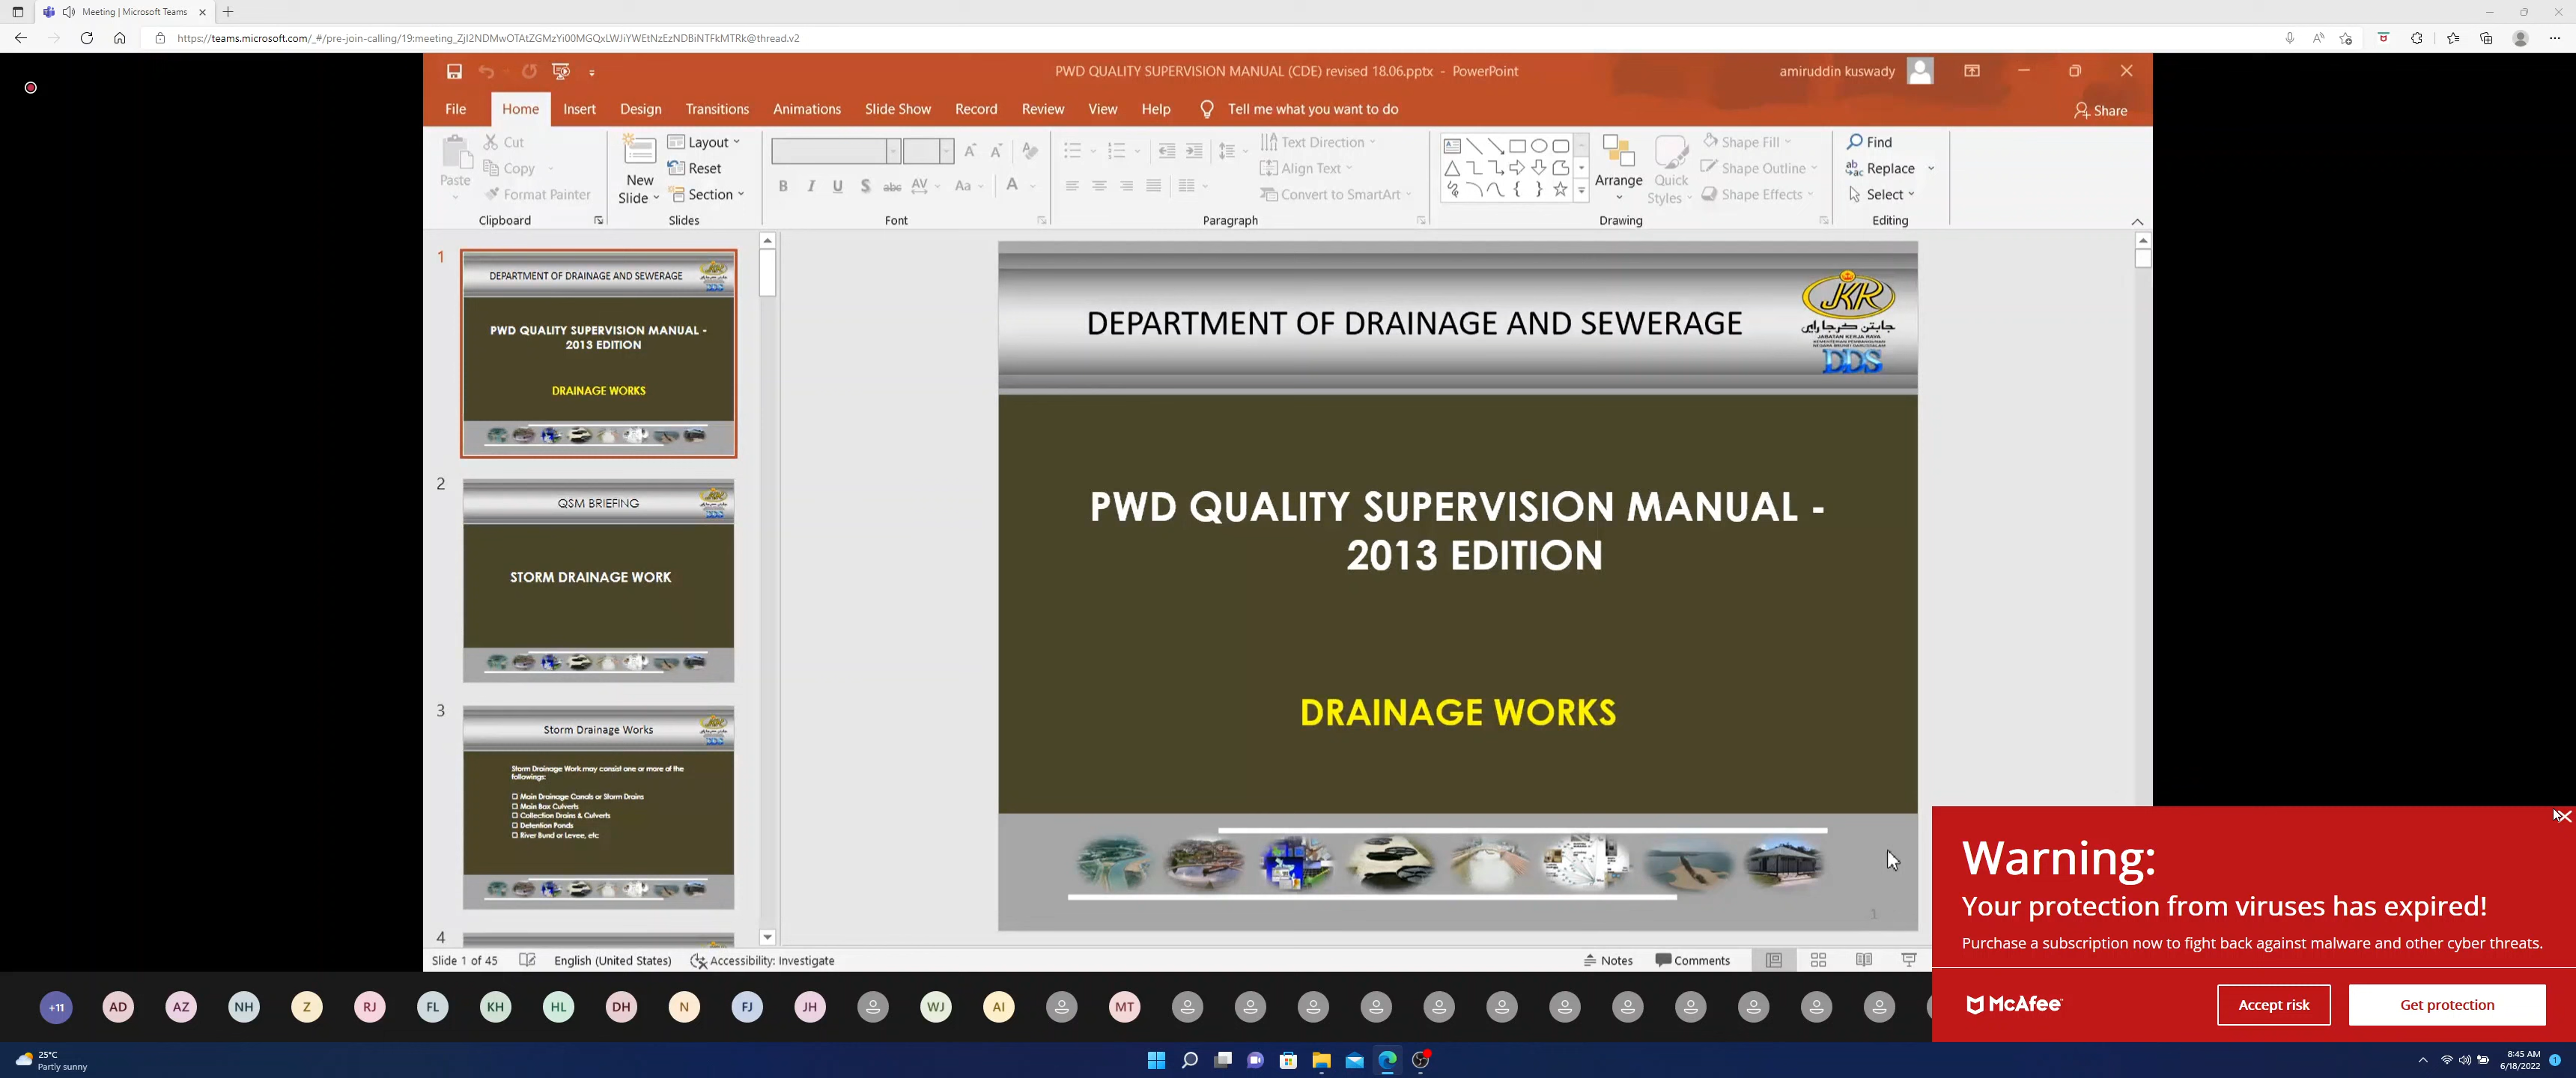 Meeting | Microsoft Teams
https://teams.microsoft.com/_#/pre-join-calling/19:meeting_ZjI2NDMwOTAtZGMzYi00MGQxLWJiYWEtNzEzNDBiNTFkMTRk@thread.v2
PWD QUALITY SUPERVISION MANUAL (CDE) revised 18.06.pptx - PowerPoint
amiruddin kuswady
File Home Insert Design Transitions Animations Slide Show Record Review View Help Tell me what you want to do
Share
Paste
Cut
Copy
Format Painter
Clipboard
New Slide
Layout
Reset
Section
Slides
Font
Text Direction
Align Text
Convert to SmartArt
Paragraph
Arrange
Quick Styles
Shape Fill
Shape Outline
Shape Effects
Drawing
Find
Replace
Select
Editing
1
DEPARTMENT OF DRAINAGE AND SEWERAGE
PWD QUALITY SUPERVISION MANUAL -
2013 EDITION
DRAINAGE WORKS
2
QSM BRIEFING
STORM DRAINAGE WORK
3
Storm Drainage Works
Storm Drainage Work may consist one or more of the
followings:
Main Drainage Canals or Storm Drains
Main Box Culverts
Collection Drains & Culverts
Detention Ponds
River Bund or Levee, etc
4
DEPARTMENT OF DRAINAGE AND SEWERAGE
JKR
جابتن كرجا راي
JABATAN KERJA RAYA
DDS
PWD QUALITY SUPERVISION MANUAL -
2013 EDITION
DRAINAGE WORKS
1
Slide 1 of 45
English (United States)
Accessibility: Investigate
Notes
Comments
Warning:
Your protection from viruses has expired!
Purchase a subscription now to fight back against malware and other cyber threats.
McAfee
Accept risk
Get protection
+11 AD AZ NH Z RJ FL KH HL DH N FJ JH WJ AI MT
25°C
Partly sunny
8:45 AM
6/18/2022
1